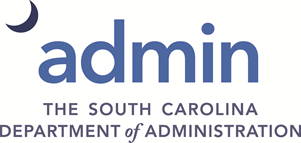 admin
THE SOUTH CAROLINA
DEPARTMENT of ADMINISTRATION